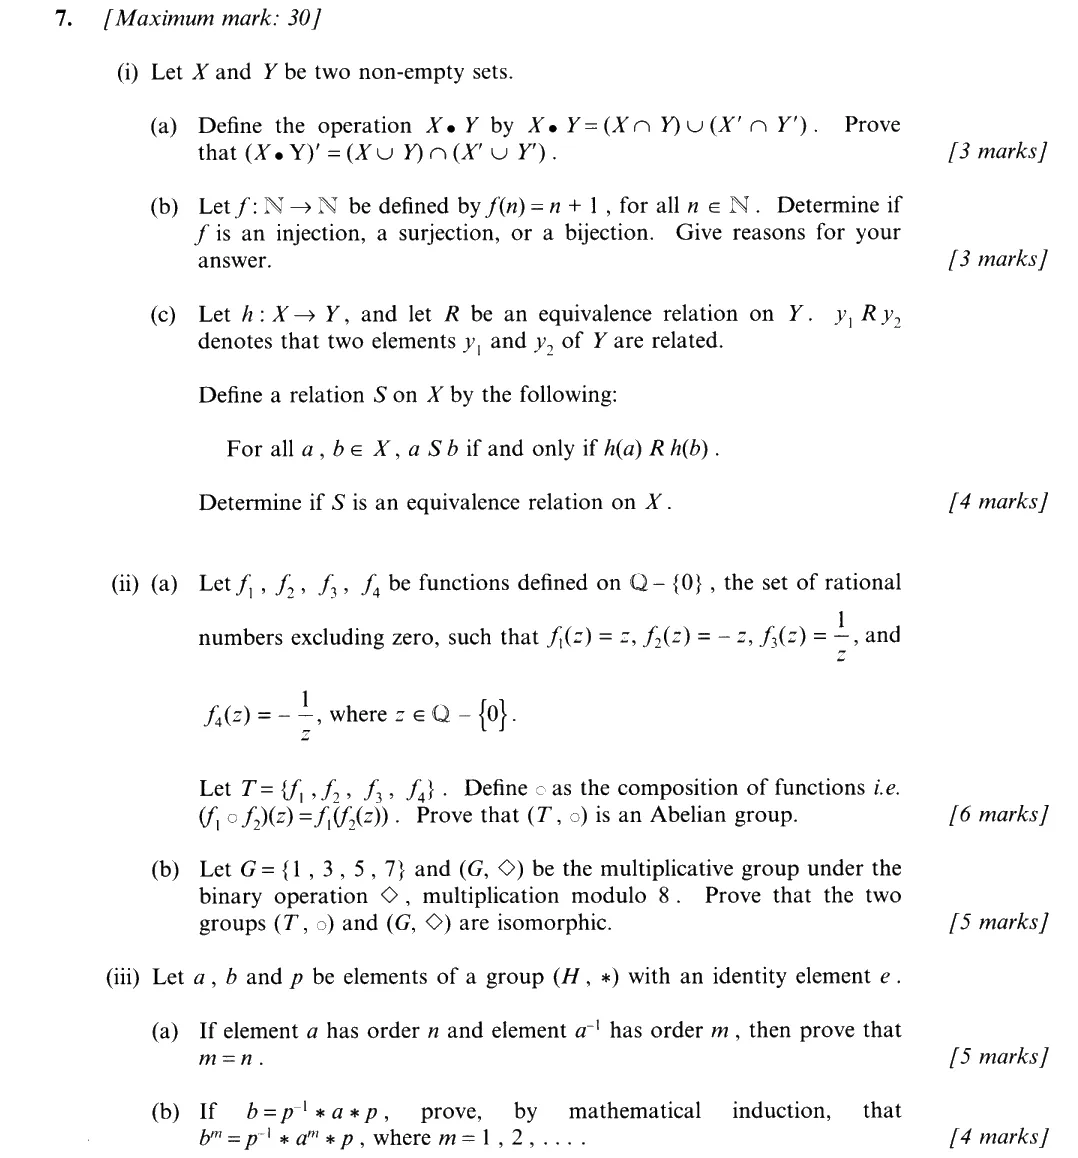 7. [Maximum mark: 30]
(i) Let X and Y be two non-empty sets.
(a) Define the operation X • Y by X • Y = (X ∩ Y) ∪ (X′ ∩ Y′). Prove
that (X • Y)′ = (X ∪ Y) ∩ (X′ ∪ Y′). [3 marks]
(b) Let f : ℕ → ℕ be defined by f(n) = n + 1, for all n ∈ ℕ. Determine if
f is an injection, a surjection, or a bijection. Give reasons for your
answer. [3 marks]
(c) Let h : X → Y, and let R be an equivalence relation on Y. y₁ R y₂
denotes that two elements y₁ and y₂ of Y are related.
Define a relation S on X by the following:
For all a, b ∈ X, a S b if and only if h(a) R h(b).
Determine if S is an equivalence relation on X. [4 marks]
(ii) (a) Let f₁, f₂, f₃, f₄ be functions defined on ℚ – {0}, the set of rational
numbers excluding zero, such that f₁(z) = z, f₂(z) = – z, f₃(z) = 1/z, and
f₄(z) = – 1/z, where z ∈ ℚ – {0}.
Let T = {f₁, f₂, f₃, f₄}. Define ∘ as the composition of functions i.e.
(f₁ ∘ f₂)(z) = f₁(f₂(z)). Prove that (T, ∘) is an Abelian group. [6 marks]
(b) Let G = {1, 3, 5, 7} and (G, ◇) be the multiplicative group under the
binary operation ◇, multiplication modulo 8. Prove that the two
groups (T, ∘) and (G, ◇) are isomorphic. [5 marks]
(iii) Let a, b and p be elements of a group (H, *) with an identity element e.
(a) If element a has order n and element a⁻¹ has order m, then prove that
m = n. [5 marks]
(b) If b = p⁻¹ * a * p, prove, by mathematical induction, that
bᵐ = p⁻¹ * aᵐ * p, where m = 1, 2, . . . . [4 marks]